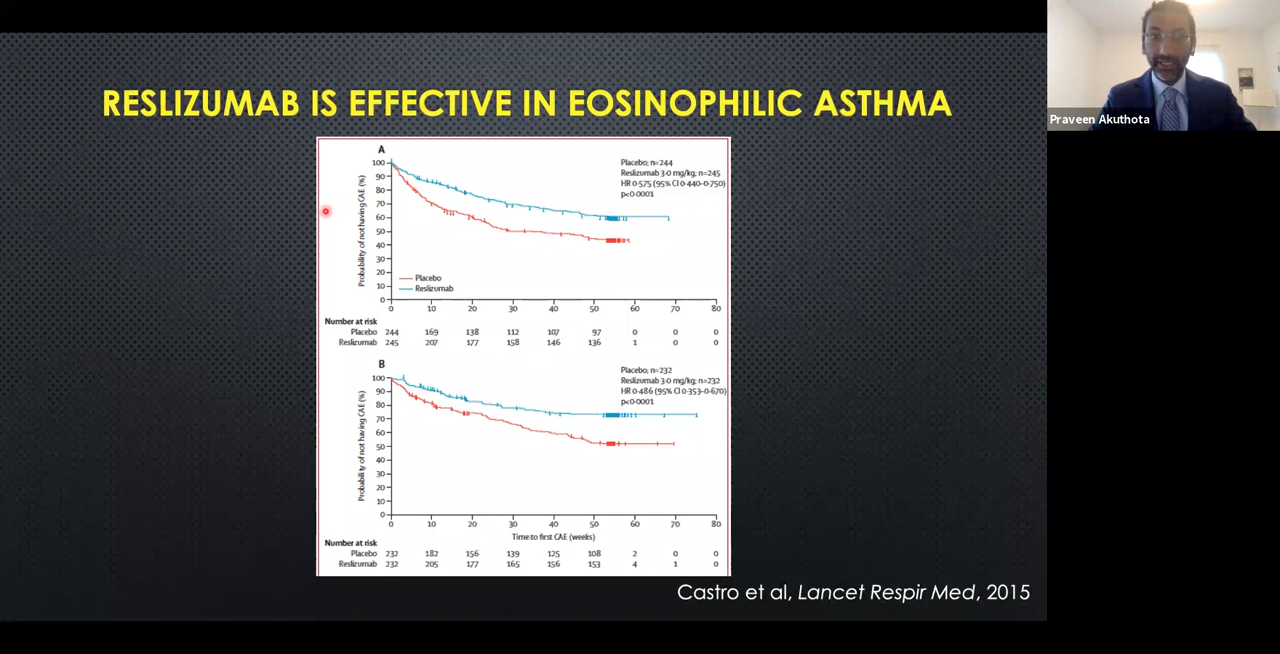 RESLIZUMAB IS EFFECTIVE IN EOSINOPHILIC ASTHMA
Praveen Akuthota
A
Placebo; n=244
Reslizumab 3·0 mg/kg; n=245
HR 0·575 (95% CI 0·440–0·750)
p<0·0001
Probability of not having CAE (%)
100
90
80
70
60
50
40
30
20
10
0
Placebo
Reslizumab
0 10 20 30 40 50 60 70 80
Number at risk
Placebo 244 169 138 112 107 97 0 0 0
Reslizumab 245 207 177 158 146 136 1 0 0
B
Placebo; n=232
Reslizumab 3·0 mg/kg; n=232
HR 0·486 (95% CI 0·353–0·670)
p<0·0001
Probability of not having CAE (%)
100
90
80
70
60
50
40
30
20
10
0
0 10 20 30 40 50 60 70 80
Time to first CAE (weeks)
Number at risk
Placebo 232 182 156 139 125 108 2 0 0
Reslizumab 232 205 177 165 156 153 4 1 0
Castro et al, Lancet Respir Med, 2015